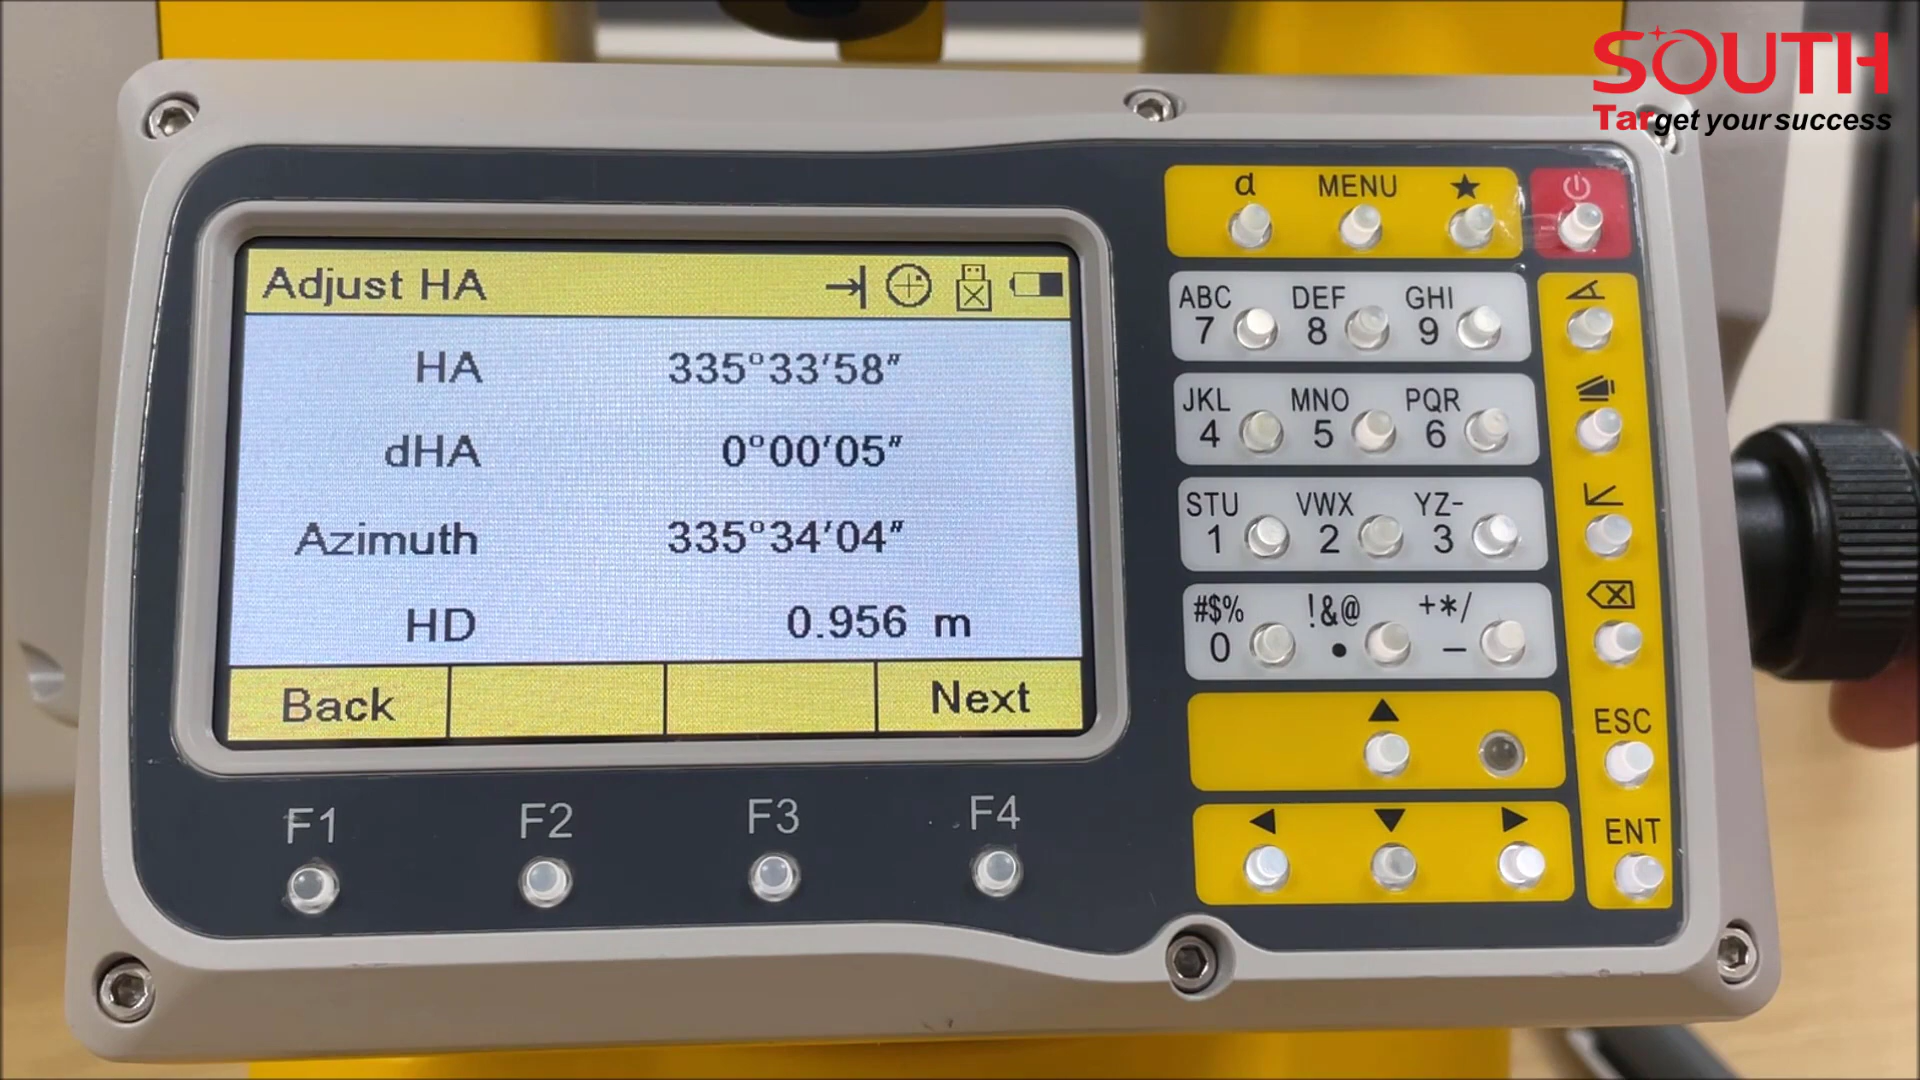 SOUTH
Target your success
Adjust HA
HA 335°33'58"
dHA 0°00'05"
Azimuth 335°34'04"
HD 0.956 m
Back Next
F1 F2 F3 F4
α MENU ★
ABC DEF GHI
7 8 9
JKL MNO PQR
4 5 6
STU VWX YZ-
1 2 3
#$% !&@ +*/
0 • –
ESC
ENT